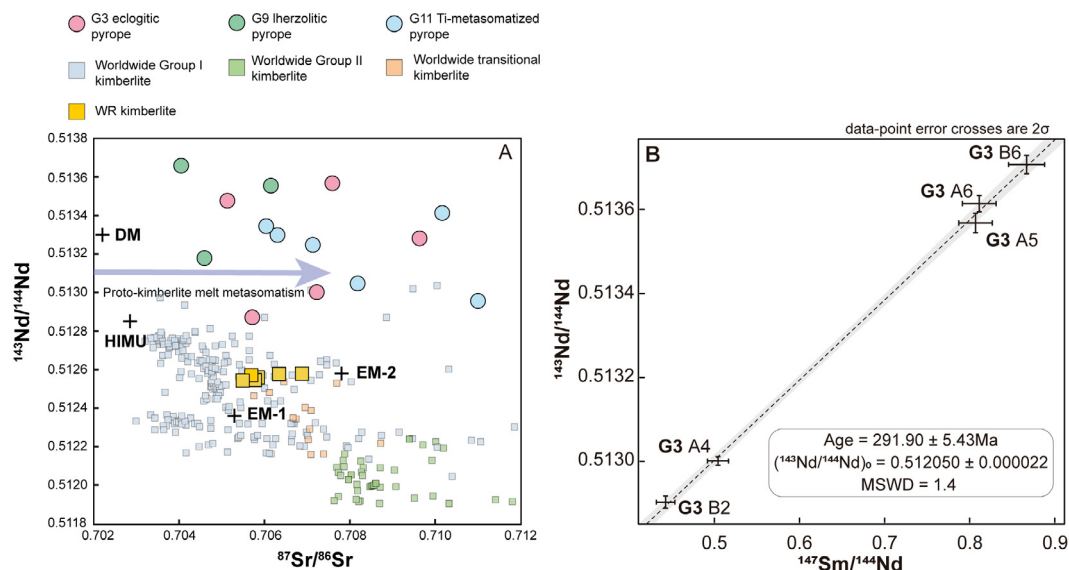 G3 eclogitic
pyrope
G9 lherzolitic
pyrope
G11 Ti-metasomatized
pyrope
Worldwide Group I
kimberlite
Worldwide Group II
kimberlite
Worldwide transitional
kimberlite
WR kimberlite
A
0.5138
0.5136
0.5134
0.5132
0.5130
0.5128
0.5126
0.5124
0.5122
0.5120
0.5118
¹⁴³Nd/¹⁴⁴Nd
DM
Proto-kimberlite melt metasomatism
HIMU
EM-2
EM-1
0.702
0.704
0.706
0.708
0.710
0.712
⁸⁷Sr/⁸⁶Sr
data-point error crosses are 2σ
B
G3 B6
G3 A6
G3 A5
G3 A4
G3 B2
0.5136
0.5134
0.5132
0.5130
¹⁴³Nd/¹⁴⁴Nd
Age = 291.90 ± 5.43Ma
(¹⁴³Nd/¹⁴⁴Nd)₀ = 0.512050 ± 0.000022
MSWD = 1.4
0.5
0.6
0.7
0.8
0.9
¹⁴⁷Sm/¹⁴⁴Nd